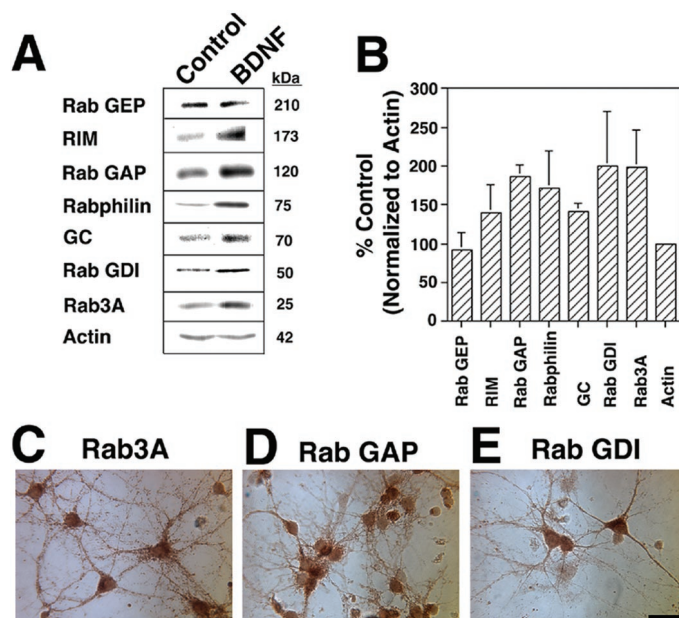 A
Control
BDNF
kDa
Rab GEP 210
RIM 173
Rab GAP 120
Rabphilin 75
GC 70
Rab GDI 50
Rab3A 25
Actin 42
B
% Control
(Normalized to Actin)
300
250
200
150
100
50
0
Rab GEP
RIM
Rab GAP
Rabphilin
GC
Rab GDI
Rab3A
Actin
C Rab3A
D Rab GAP
E Rab GDI